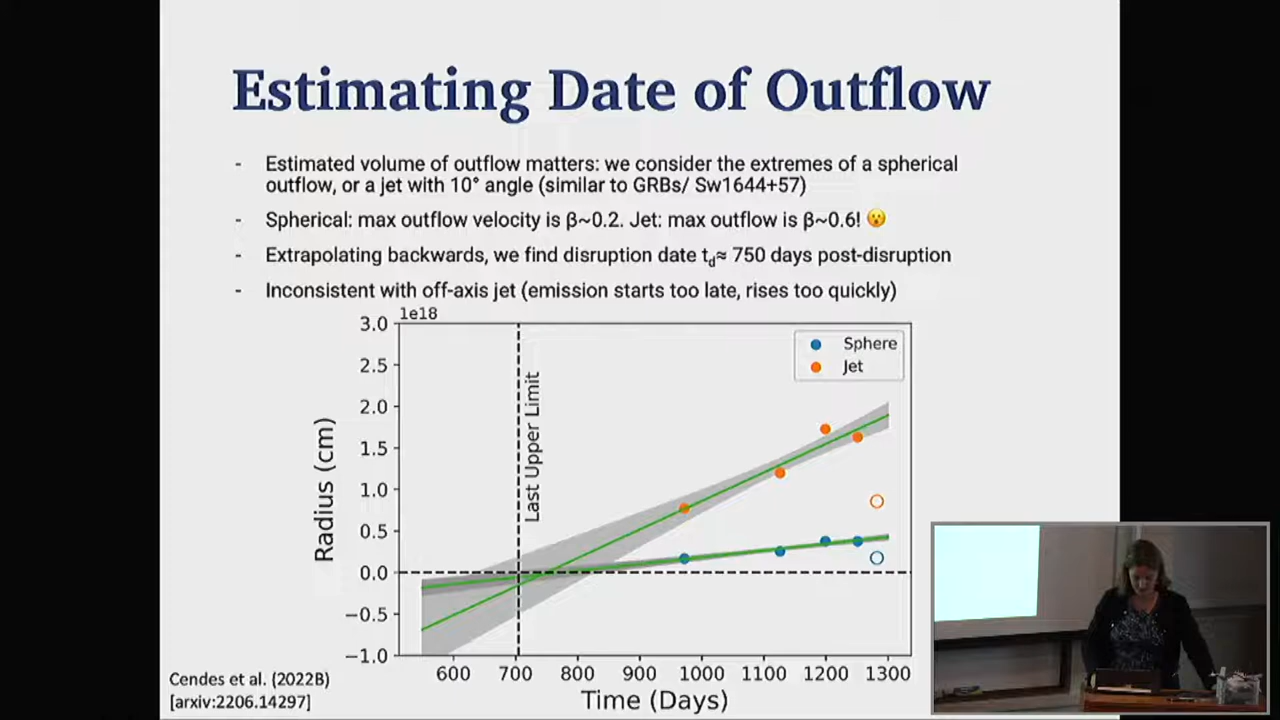 Estimating Date of Outflow
- Estimated volume of outflow matters: we consider the extremes of a spherical
outflow, or a jet with 10° angle (similar to GRBs/ Sw1644+57)
- Spherical: max outflow velocity is β~0.2. Jet: max outflow is β~0.6! 😮
- Extrapolating backwards, we find disruption date td≈ 750 days post-disruption
- Inconsistent with off-axis jet (emission starts too late, rises too quickly)
1e18
3.0
2.5
2.0
1.5
1.0
0.5
0.0
−0.5
−1.0
Radius (cm)
Last Upper Limit
Sphere
Jet
600 700 800 900 1000 1100 1200 1300
Time (Days)
Cendes et al. (2022B)
[arxiv:2206.14297]